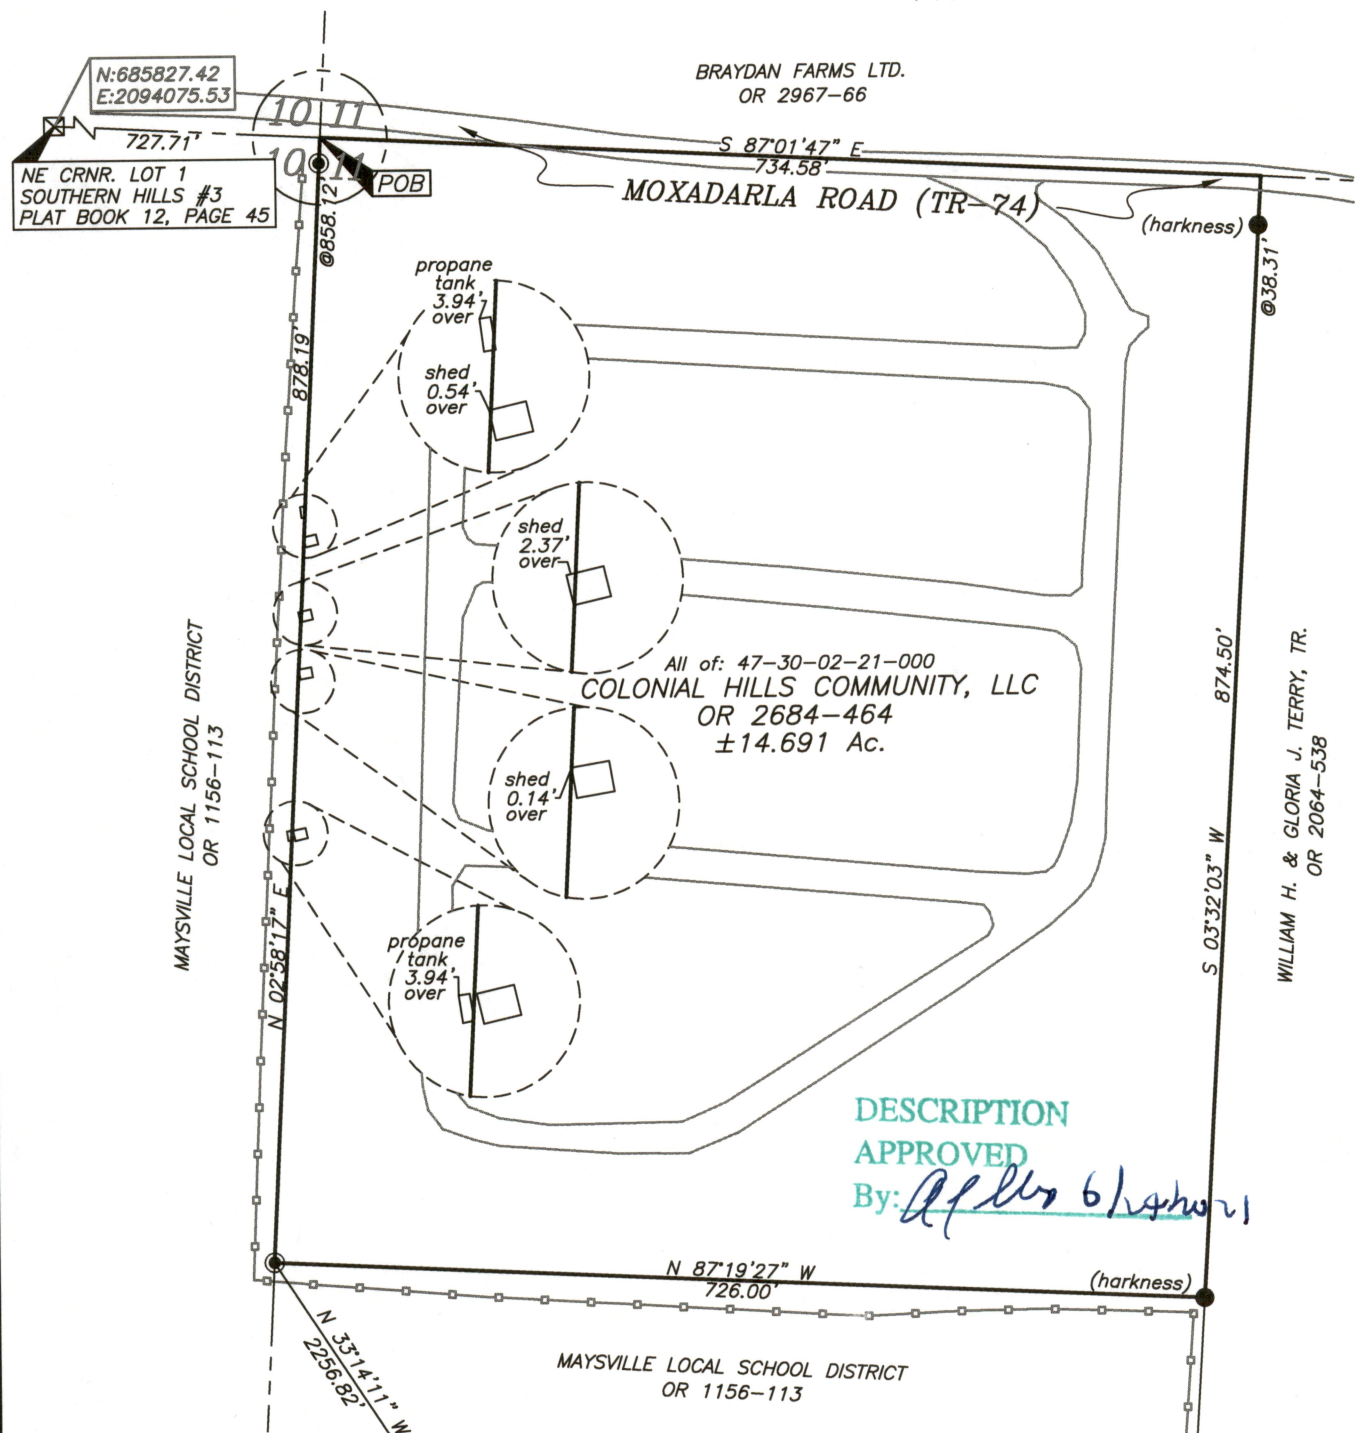 N:685827.42
E:2094075.53
BRAYDAN FARMS LTD.
OR 2967-66
10 11
10 11
727.71'
S 87°01'47" E
734.58'
NE CRNR. LOT 1
SOUTHERN HILLS #3
PLAT BOOK 12, PAGE 45
POB
MOXADARLA ROAD (TR-74)
(harkness)
@858.12'
@38.31'
propane
tank
3.94'
over
878.19'
shed
0.54'
over
shed
2.37'
over
All of: 47-30-02-21-000
COLONIAL HILLS COMMUNITY, LLC
OR 2684-464
±14.691 Ac.
874.50'
WILLIAM H. & GLORIA J. TERRY, TR.
OR 2064-538
MAYSVILLE LOCAL SCHOOL DISTRICT
OR 1156-113
shed
0.14'
over
S 03°32'03" W
N 02°58'17" E
propane
tank
3.94'
over
DESCRIPTION
APPROVED
By:
N 87°19'27" W
726.00'
(harkness)
N 33°14'11" W
2256.82'
MAYSVILLE LOCAL SCHOOL DISTRICT
OR 1156-113